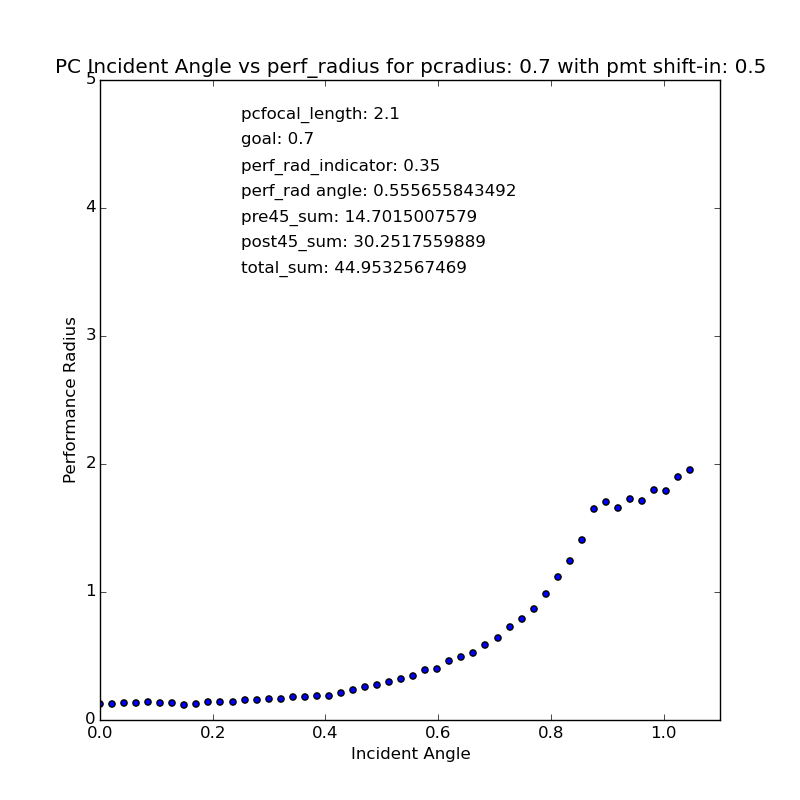 PC Incident Angle vs perf_radius for pcradius: 0.7 with pmt shift-in: 0.5
5
pcfocal_length: 2.1
goal: 0.7
perf_rad_indicator: 0.35
perf_rad angle: 0.555655843492
4
pre45_sum: 14.7015007579
post45_sum: 30.2517559889
total_sum: 44.9532567469
3
Performance Radius
2
1
0
0.0 0.2 0.4 0.6 0.8 1.0
Incident Angle